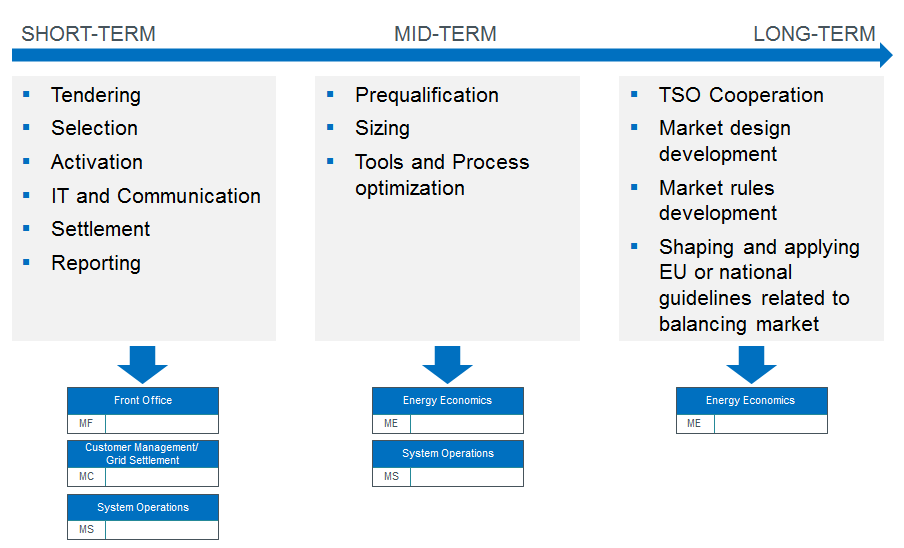 SHORT-TERM
MID-TERM
LONG-TERM
Tendering
Selection
Activation
IT and Communication
Settlement
Reporting
Prequalification
Sizing
Tools and Process
optimization
TSO Cooperation
Market design
development
Market rules
development
Shaping and applying
EU or national
guidelines related to
balancing market
Front Office
MF
Customer Management/
Grid Settlement
MC
System Operations
MS
Energy Economics
ME
System Operations
MS
Energy Economics
ME